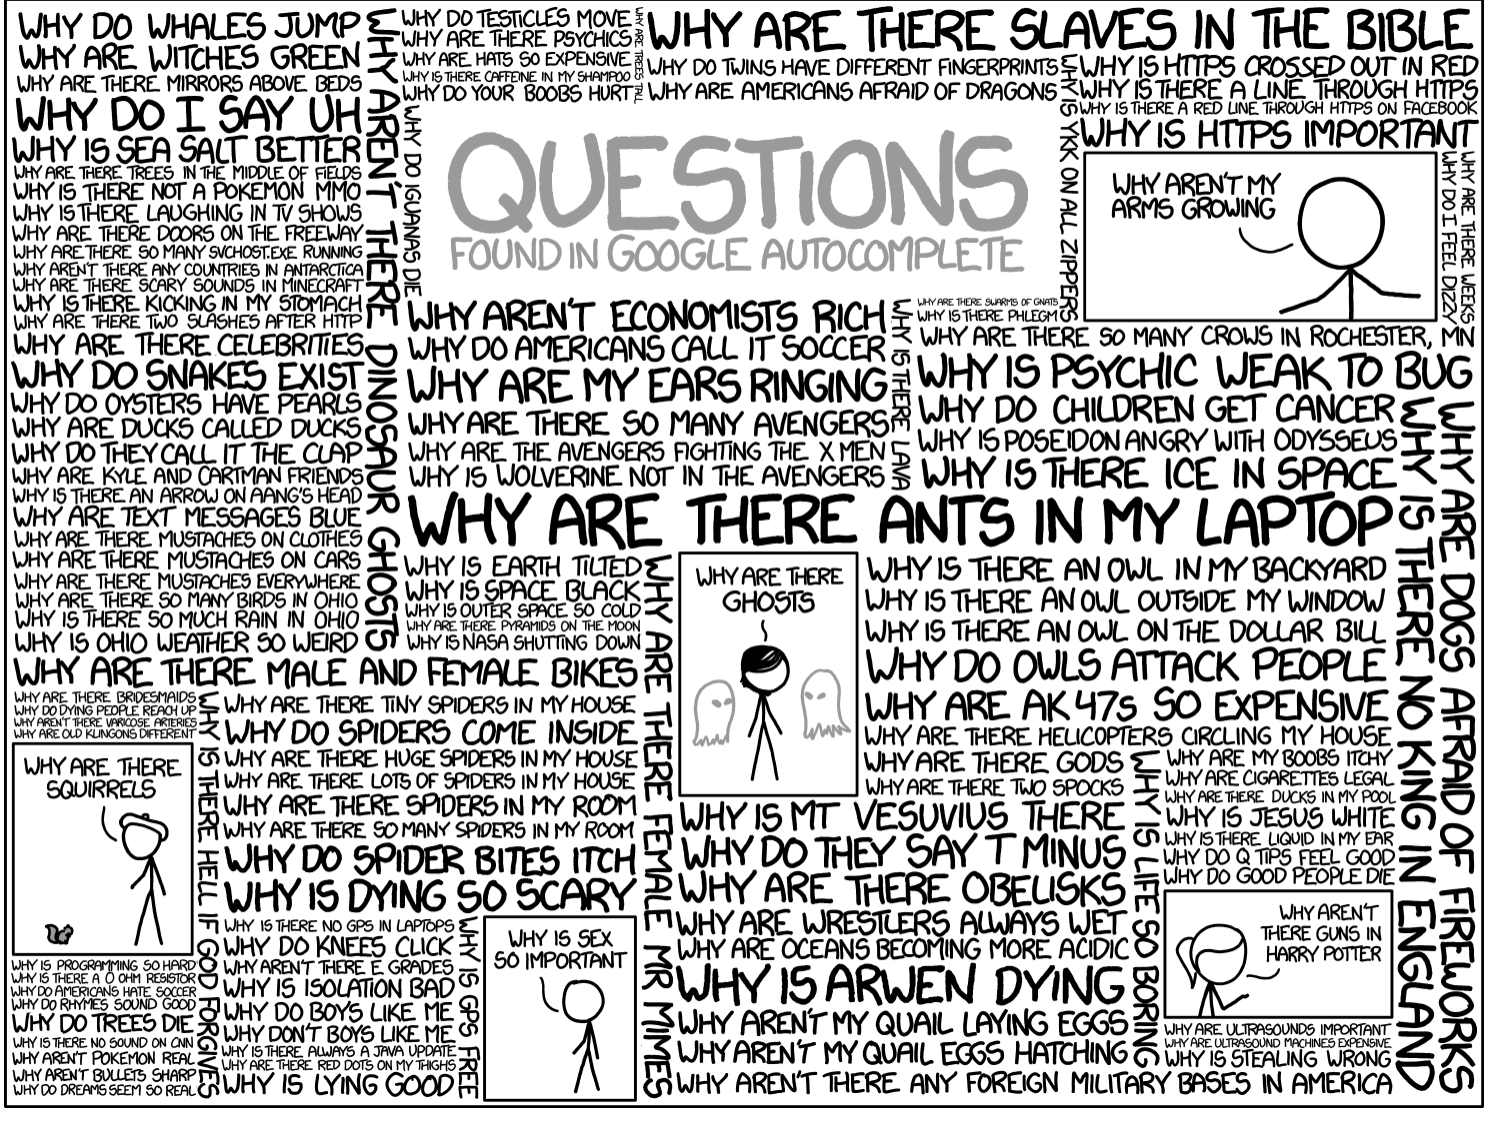 WHY DO WHALES JUMP
WHY ARE WITCHES GREEN
WHY ARE THERE MIRRORS ABOVE BEDS
WHY DO I SAY UH
WHY IS SEA SALT BETTER
WHY ARE THERE TREES IN THE MIDDLE OF FIELDS
WHY IS THERE NOT A POKEMON MMO
WHY IS THERE LAUGHING IN TV SHOWS
WHY ARE THERE DOORS ON THE FREEWAY
WHY ARE THERE SO MANY SVCHOST.EXE RUNNING
WHY AREN'T THERE ANY COUNTRIES IN ANTARCTICA
WHY ARE THERE SCARY SOUNDS IN MINECRAFT
WHY IS THERE KICKING IN MY STOMACH
WHY ARE THERE TWO SLASHES AFTER HTTP
WHY ARE THERE CELEBRITIES
WHY DO SNAKES EXIST
WHY DO OYSTERS HAVE PEARLS
WHY ARE DUCKS CALLED DUCKS
WHY DO THEY CALL IT THE CLAP
WHY ARE KYLE AND CARTMAN FRIENDS
WHY IS THERE AN ARROW ON AANG'S HEAD
WHY ARE TEXT MESSAGES BLUE
WHY ARE THERE MUSTACHES ON CLOTHES
WHY ARE THERE MUSTACHES ON CARS
WHY ARE THERE MUSTACHES EVERYWHERE
WHY ARE THERE SO MANY BIRDS IN OHIO
WHY IS THERE SO MUCH RAIN IN OHIO
WHY IS OHIO WEATHER SO WEIRD
WHY ARE THERE MALE AND FEMALE BIKES
WHY AREN'T THERE DINOSAUR GHOSTS
WHY DO TESTICLES MOVE
WHY ARE THERE PSYCHICS
WHY ARE HATS SO EXPENSIVE
WHY IS THERE CAFFEINE IN MY SHAMPOO
WHY DO YOUR BOOBS HURT
WHY ARE TREES TALL
WHY DO IGUANAS DIE
WHY ARE THERE SLAVES IN THE BIBLE
WHY DO TWINS HAVE DIFFERENT FINGERPRINTS
WHY ARE AMERICANS AFRAID OF DRAGONS
WHY IS YKK ON ALL ZIPPERS
WHY IS HTTPS CROSSED OUT IN RED
WHY IS THERE A LINE THROUGH HTTPS
WHY IS THERE A RED LINE THROUGH HTTPS ON FACEBOOK
WHY IS HTTPS IMPORTANT
QUESTIONS
FOUND IN GOOGLE AUTOCOMPLETE
WHY AREN'T MY
ARMS GROWING
WHY ARE THERE WEEKS
WHY DO I FEEL DIZZY
WHY AREN'T ECONOMISTS RICH
WHY DO AMERICANS CALL IT SOCCER
WHY ARE MY EARS RINGING
WHY ARE THERE SO MANY AVENGERS
WHY ARE THE AVENGERS FIGHTING THE X MEN
WHY IS WOLVERINE NOT IN THE AVENGERS
WHY IS THERE LAVA
WHY ARE THERE SWARMS OF GNATS
WHY IS THERE PHLEGM
WHY ARE THERE SO MANY CROWS IN ROCHESTER, MN
WHY IS PSYCHIC WEAK TO BUG
WHY DO CHILDREN GET CANCER
WHY IS POSEIDON ANGRY WITH ODYSSEUS
WHY IS THERE ICE IN SPACE
WHY ARE THERE ANTS IN MY LAPTOP
WHY IS THERE NO KING IN ENGLAND
WHY ARE DOGS AFRAID OF FIREWORKS
WHY IS EARTH TILTED
WHY IS SPACE BLACK
WHY IS OUTER SPACE SO COLD
WHY ARE THERE PYRAMIDS ON THE MOON
WHY IS NASA SHUTTING DOWN
WHY ARE THERE FEMALE MR MIMES
WHY ARE THERE
GHOSTS
WHY IS THERE AN OWL IN MY BACKYARD
WHY IS THERE AN OWL OUTSIDE MY WINDOW
WHY IS THERE AN OWL ON THE DOLLAR BILL
WHY DO OWLS ATTACK PEOPLE
WHY ARE AK 47s SO EXPENSIVE
WHY ARE THERE HELICOPTERS CIRCLING MY HOUSE
WHY ARE THERE GODS
WHY ARE THERE TWO SPOCKS
WHY ARE THERE BRIDESMAIDS
WHY DO DYING PEOPLE REACH UP
WHY AREN'T THERE VARICOSE ARTERIES
WHY ARE OLD KLINGONS DIFFERENT
WHY ARE THERE
SQUIRRELS
WHY IS PROGRAMMING SO HARD
WHY IS THERE A 0 OHM RESISTOR
WHY DO AMERICANS HATE SOCCER
WHY DO RHYMES SOUND GOOD
WHY DO TREES DIE
WHY IS THERE NO SOUND ON CNN
WHY AREN'T POKEMON REAL
WHY AREN'T BULLETS SHARP
WHY DO DREAMS SEEM SO REAL
WHY IS THERE HELL IF GOD FORGIVES
WHY ARE THERE TINY SPIDERS IN MY HOUSE
WHY DO SPIDERS COME INSIDE
WHY ARE THERE HUGE SPIDERS IN MY HOUSE
WHY ARE THERE LOTS OF SPIDERS IN MY HOUSE
WHY ARE THERE SPIDERS IN MY ROOM
WHY ARE THERE SO MANY SPIDERS IN MY ROOM
WHY DO SPIDER BITES ITCH
WHY IS DYING SO SCARY
WHY IS THERE NO GPS IN LAPTOPS
WHY DO KNEES CLICK
WHY AREN'T THERE E GRADES
WHY IS ISOLATION BAD
WHY DO BOYS LIKE ME
WHY DON'T BOYS LIKE ME
WHY IS THERE ALWAYS A JAVA UPDATE
WHY ARE THERE RED DOTS ON MY THIGHS
WHY IS LYING GOOD
WHY IS GPS FREE
WHY IS SEX
SO IMPORTANT
WHY IS MT VESUVIUS THERE
WHY DO THEY SAY T MINUS
WHY ARE THERE OBELISKS
WHY ARE WRESTLERS ALWAYS WET
WHY ARE OCEANS BECOMING MORE ACIDIC
WHY IS ARWEN DYING
WHY AREN'T MY QUAIL LAYING EGGS
WHY AREN'T MY QUAIL EGGS HATCHING
WHY AREN'T THERE ANY FOREIGN MILITARY BASES IN AMERICA
WHY IS LIFE SO BORING
WHY ARE MY BOOBS ITCHY
WHY ARE CIGARETTES LEGAL
WHY ARE THERE DUCKS IN MY POOL
WHY IS JESUS WHITE
WHY IS THERE LIQUID IN MY EAR
WHY DO Q TIPS FEEL GOOD
WHY DO GOOD PEOPLE DIE
WHY AREN'T
THERE GUNS IN
HARRY POTTER
WHY ARE ULTRASOUNDS IMPORTANT
WHY ARE ULTRASOUND MACHINES EXPENSIVE
WHY IS STEALING WRONG